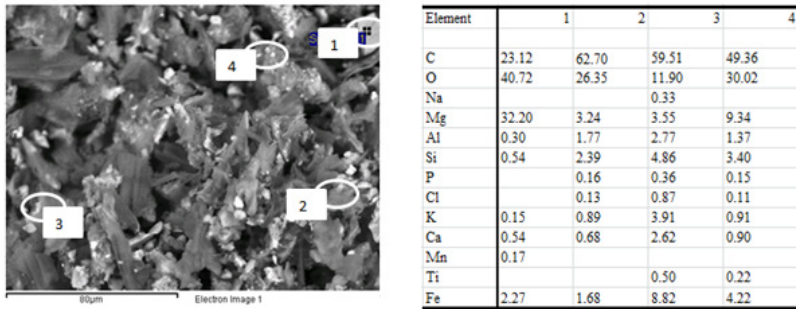 1
4
2
3
80µm Electron Image 1
Element 1 2 3 4
C 23.12 62.70 59.51 49.36
O 40.72 26.35 11.90 30.02
Na 0.33
Mg 32.20 3.24 3.55 9.34
Al 0.30 1.77 2.77 1.37
Si 0.54 2.39 4.86 3.40
P 0.16 0.36 0.15
Cl 0.13 0.87 0.11
K 0.15 0.89 3.91 0.91
Ca 0.54 0.68 2.62 0.90
Mn 0.17
Ti 0.50 0.22
Fe 2.27 1.68 8.82 4.22